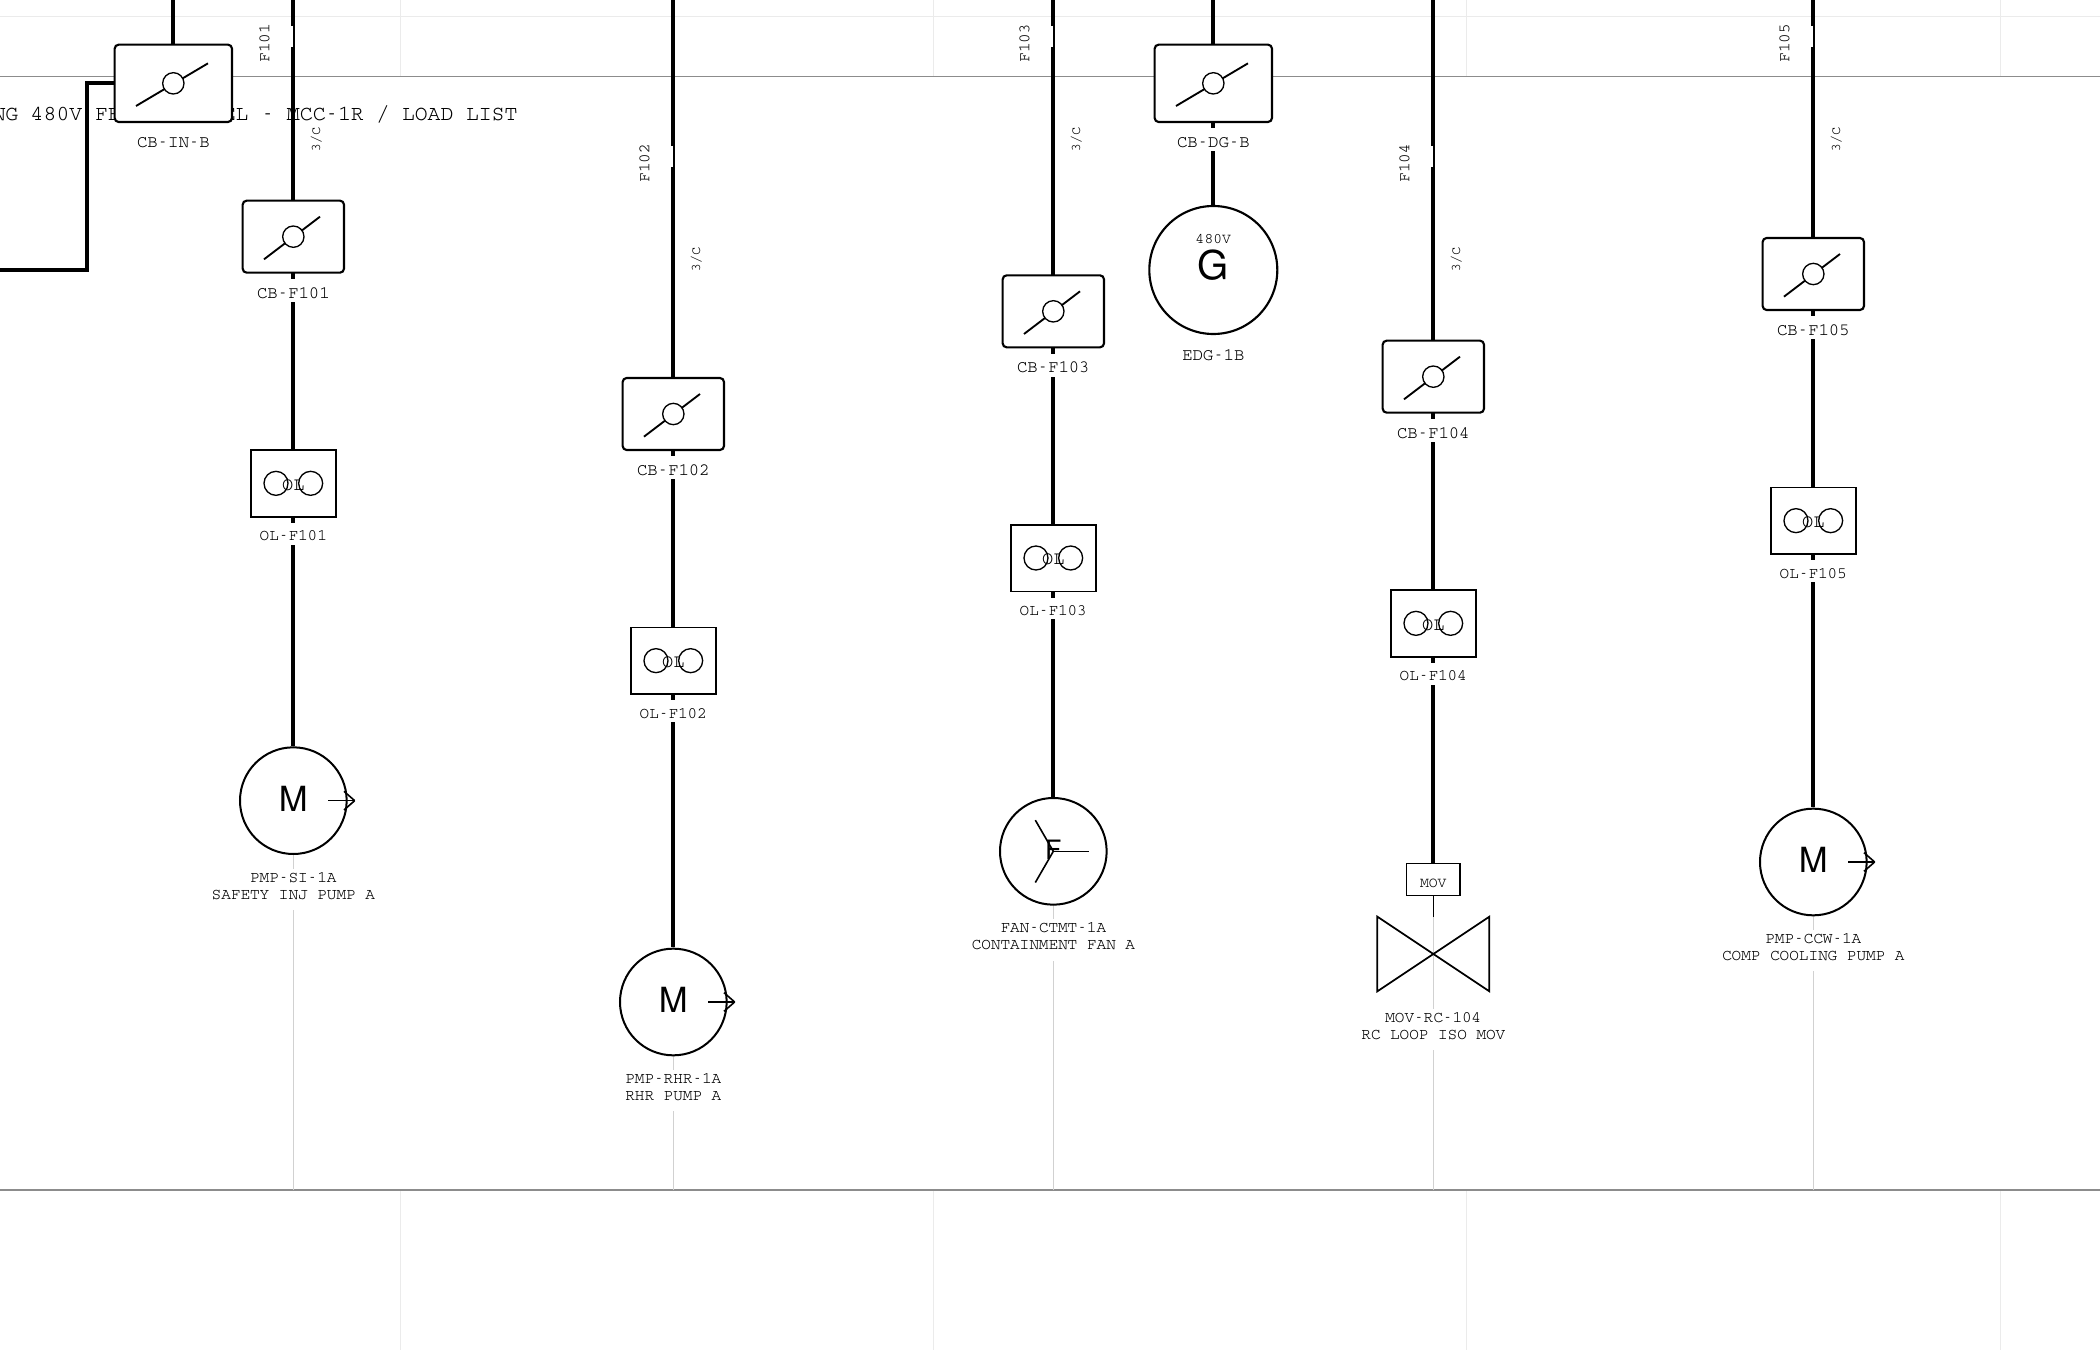 F101
F103
F105
NG 480V
L - MCC-1R / LOAD LIST
CB-IN-B
3/C
F102
3/C
CB-DG-B
F104
3/C
3/C
3/C
480V
G
CB-F101
CB-F105
EDG-1B
CB-F103
CB-F104
CB-F102
OL
OL-F101
OL
OL-F105
OL
OL-F103
OL
OL-F104
OL
OL-F102
M
PMP-SI-1A
SAFETY INJ PUMP A
F
FAN-CTMT-1A
CONTAINMENT FAN A
M
PMP-CCW-1A
COMP COOLING PUMP A
MOV
MOV-RC-104
RC LOOP ISO MOV
M
PMP-RHR-1A
RHR PUMP A